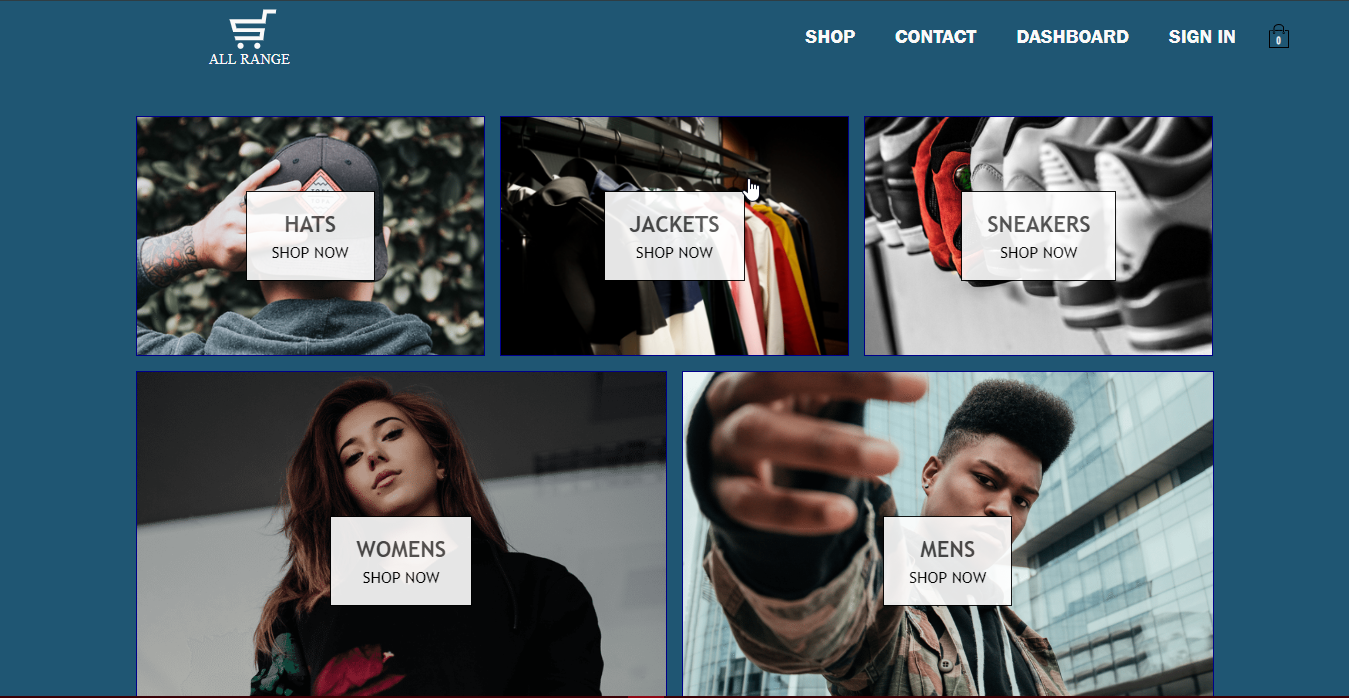 ALL RANGE
SHOP CONTACT DASHBOARD SIGN IN 0
HATS
SHOP NOW
JACKETS
SHOP NOW
SNEAKERS
SHOP NOW
WOMENS
SHOP NOW
MENS
SHOP NOW